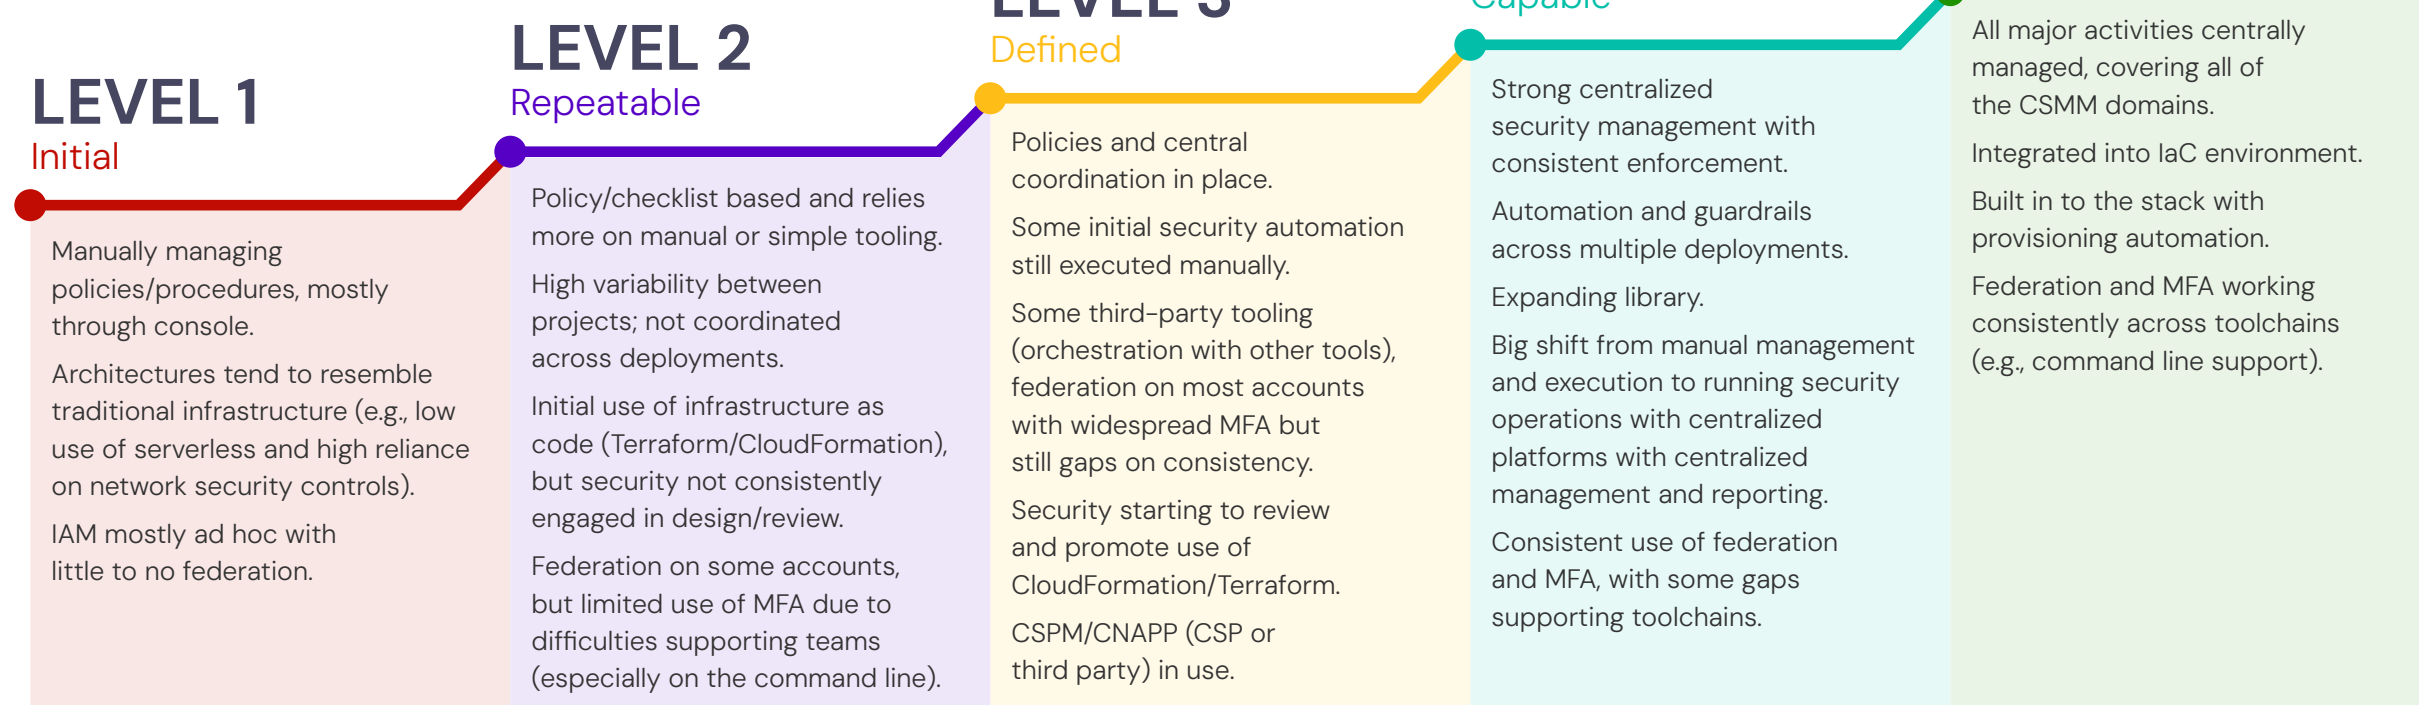 LEVEL 1
Initial
Manually managing
policies/procedures, mostly
through console.
Architectures tend to resemble
traditional infrastructure (e.g., low
use of serverless and high reliance
on network security controls).
IAM mostly ad hoc with
little to no federation.
LEVEL 2
Repeatable
Policy/checklist based and relies
more on manual or simple tooling.
High variability between
projects; not coordinated
across deployments.
Initial use of infrastructure as
code (Terraform/CloudFormation),
but security not consistently
engaged in design/review.
Federation on some accounts,
but limited use of MFA due to
difficulties supporting teams
(especially on the command line).
LEVEL 3
Defined
Policies and central
coordination in place.
Some initial security automation
still executed manually.
Some third-party tooling
(orchestration with other tools),
federation on most accounts
with widespread MFA but
still gaps on consistency.
Security starting to review
and promote use of
CloudFormation/Terraform.
CSPM/CNAPP (CSP or
third party) in use.
Capable
Strong centralized
security management with
consistent enforcement.
Automation and guardrails
across multiple deployments.
Expanding library.
Big shift from manual management
and execution to running security
operations with centralized
platforms with centralized
management and reporting.
Consistent use of federation
and MFA, with some gaps
supporting toolchains.
All major activities centrally
managed, covering all of
the CSMM domains.
Integrated into IaC environment.
Built in to the stack with
provisioning automation.
Federation and MFA working
consistently across toolchains
(e.g., command line support).